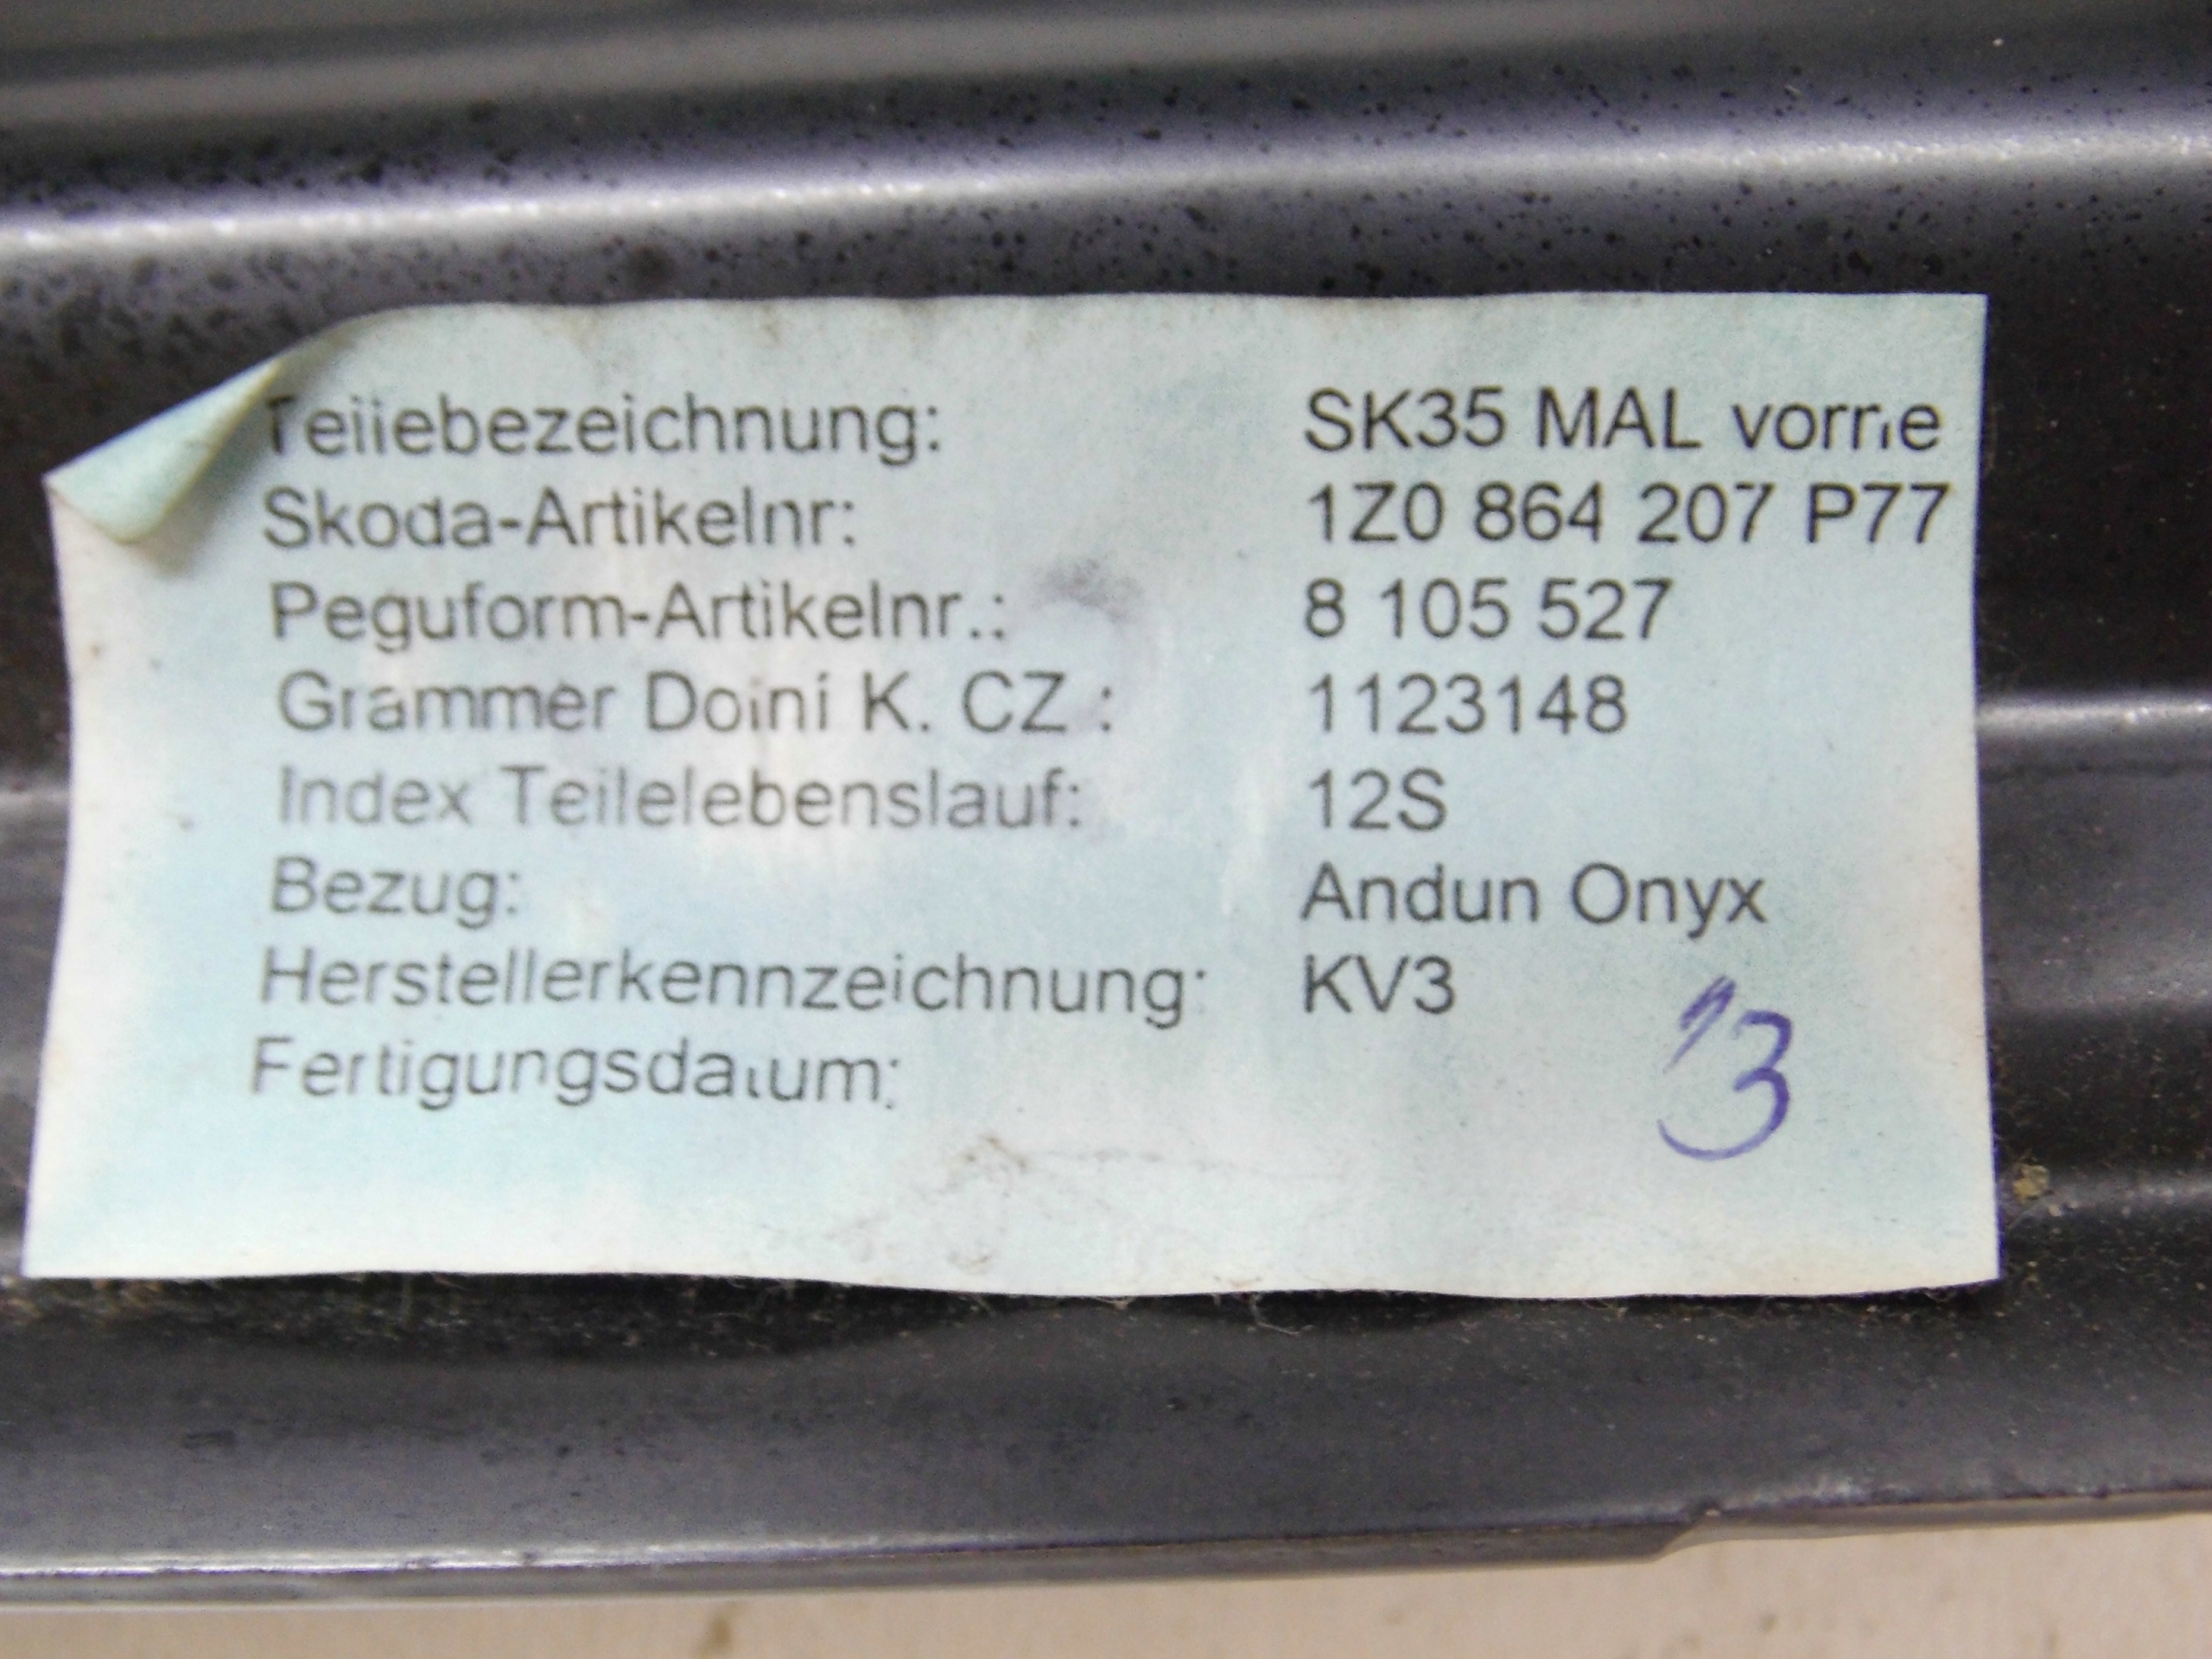 Teilebezeichnung: SK35 MAL vorne
Skoda-Artikelnr: 1Z0 864 207 P77
Peguform-Artikelnr.: 8 105 527
Grammer Dolní K. CZ : 1123148
Index Teilelebenslauf: 12S
Bezug: Andun Onyx
Herstellerkennzeichnung: KV3
Fertigungsdatum: